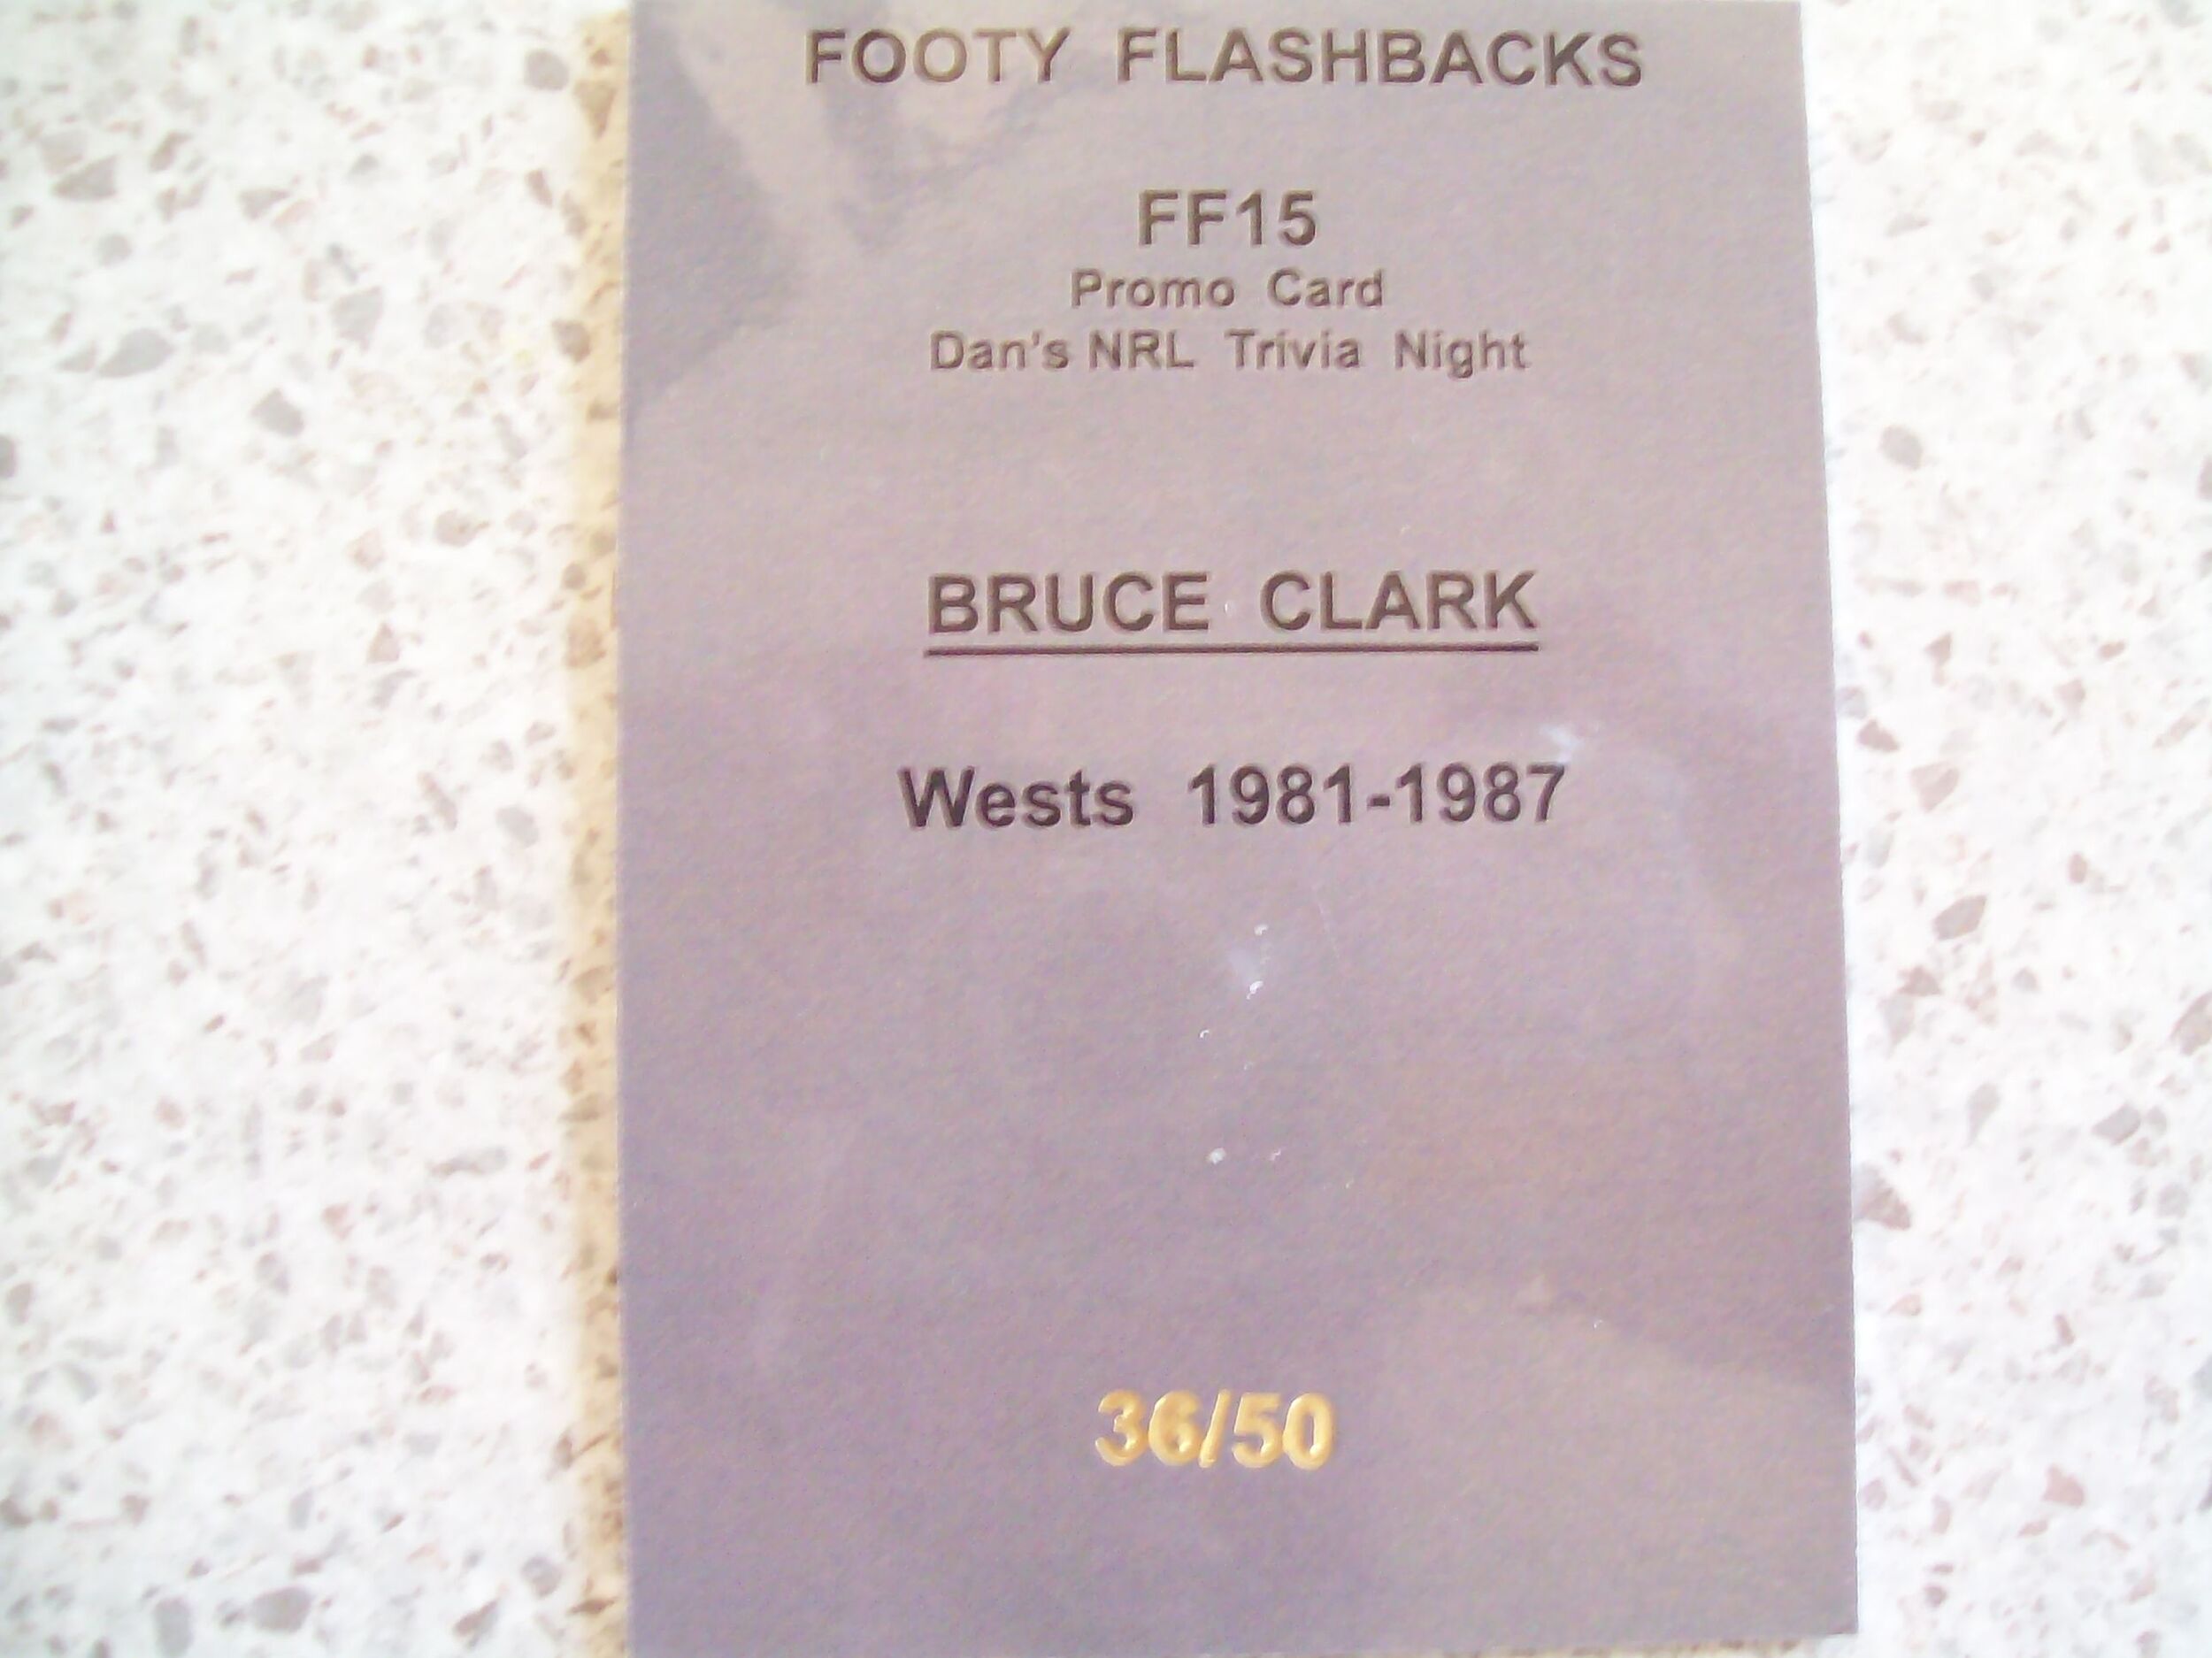 FOOTY FLASHBACKS
FF15
Promo Card
Dan's NRL Trivia Night
BRUCE CLARK
Wests 1981-1987
36/50